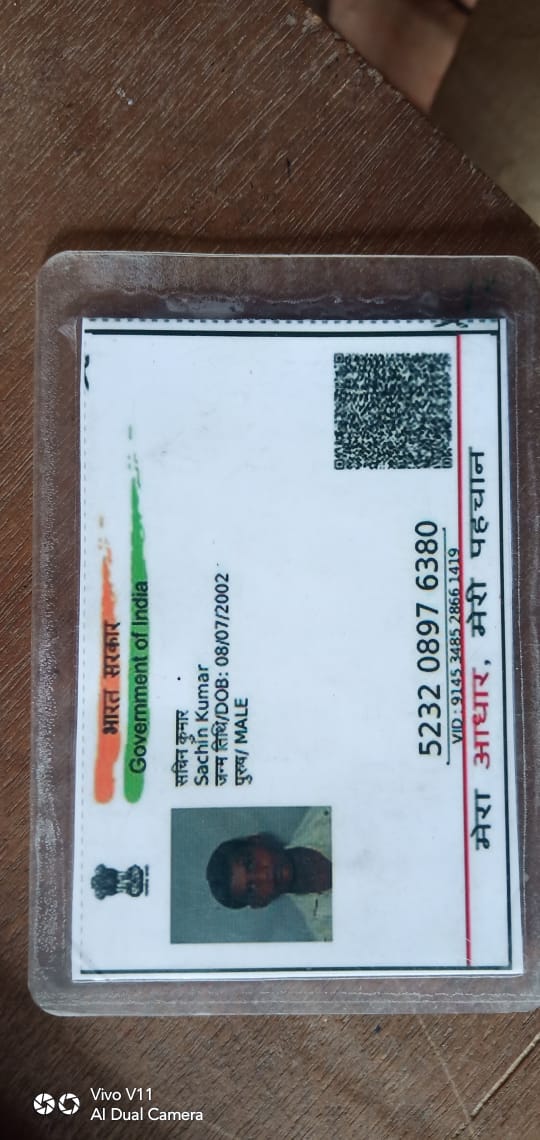 भारत सरकार
Government of India
सचिन कुमार
Sachin Kumar
जन्म तिथि/DOB: 08/07/2002
पुरुष/ MALE
5232 0897 6380
VID: 9145 3485 2866 1419
मेरा आधार, मेरी पहचान
Vivo V11
AI Dual Camera